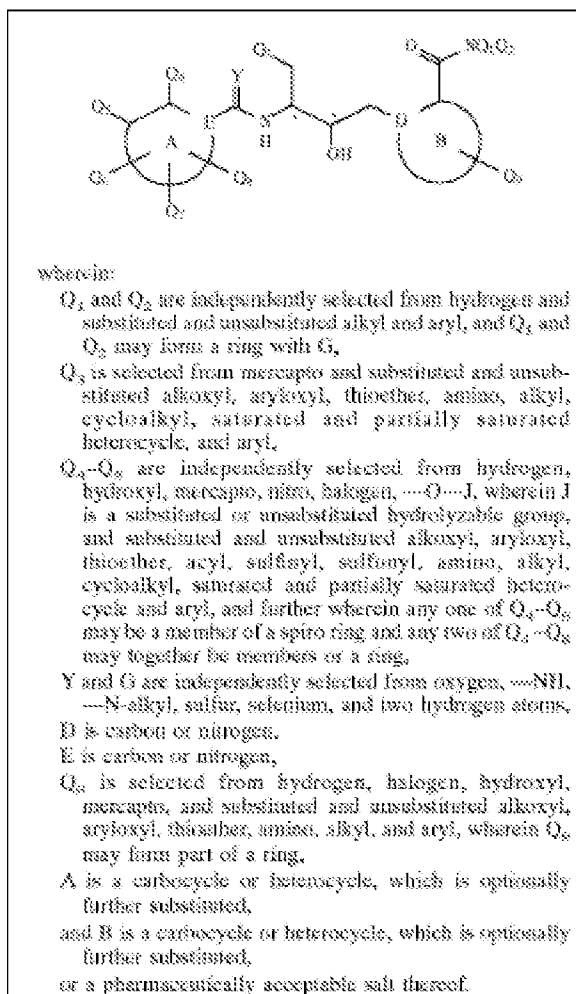 NQ₁Q₂
Y
E
A
N
H
OH
D
B
wherein:
Q₁ and Q₂ are independently selected from hydrogen and
substituted and unsubstituted alkyl and aryl, and Q₁ and
Q₂ may form a ring with G,
Q₃ is selected from mercapto and substituted and unsub-
stituted alkoxyl, aryloxyl, thioether, amino, alkyl,
cycloalkyl, saturated and partially saturated
heterocycle, and aryl,
Q₄-Q₈ are independently selected from hydrogen,
hydroxyl, mercapto, nitro, halogen, —O—J, wherein J
is a substituted or unsubstituted hydrolyzable group,
and substituted and unsubstituted alkoxyl, aryloxyl,
thioether, acyl, sulfinyl, sulfonyl, amino, alkyl,
cycloalkyl, saturated and partially saturated hetero-
cycle and aryl, and further wherein any one of Q₄-Q₈
may be a member of a spiro ring and any two of Q₄-Q₈
may together be members or a ring,
Y and G are independently selected from oxygen, —NH,
—N-alkyl, sulfur, selenium, and two hydrogen atoms,
D is carbon or nitrogen,
E is carbon or nitrogen,
Q₉ is selected from hydrogen, halogen, hydroxyl,
mercapto, and substituted and unsubstituted alkoxyl,
aryloxyl, thioether, amino, alkyl, and aryl, wherein Q₉
may form part of a ring,
A is a carbocycle or heterocycle, which is optionally
further substituted,
and B is a carbocycle or heterocycle, which is optionally
further substituted,
or a pharmaceutically acceptable salt thereof.